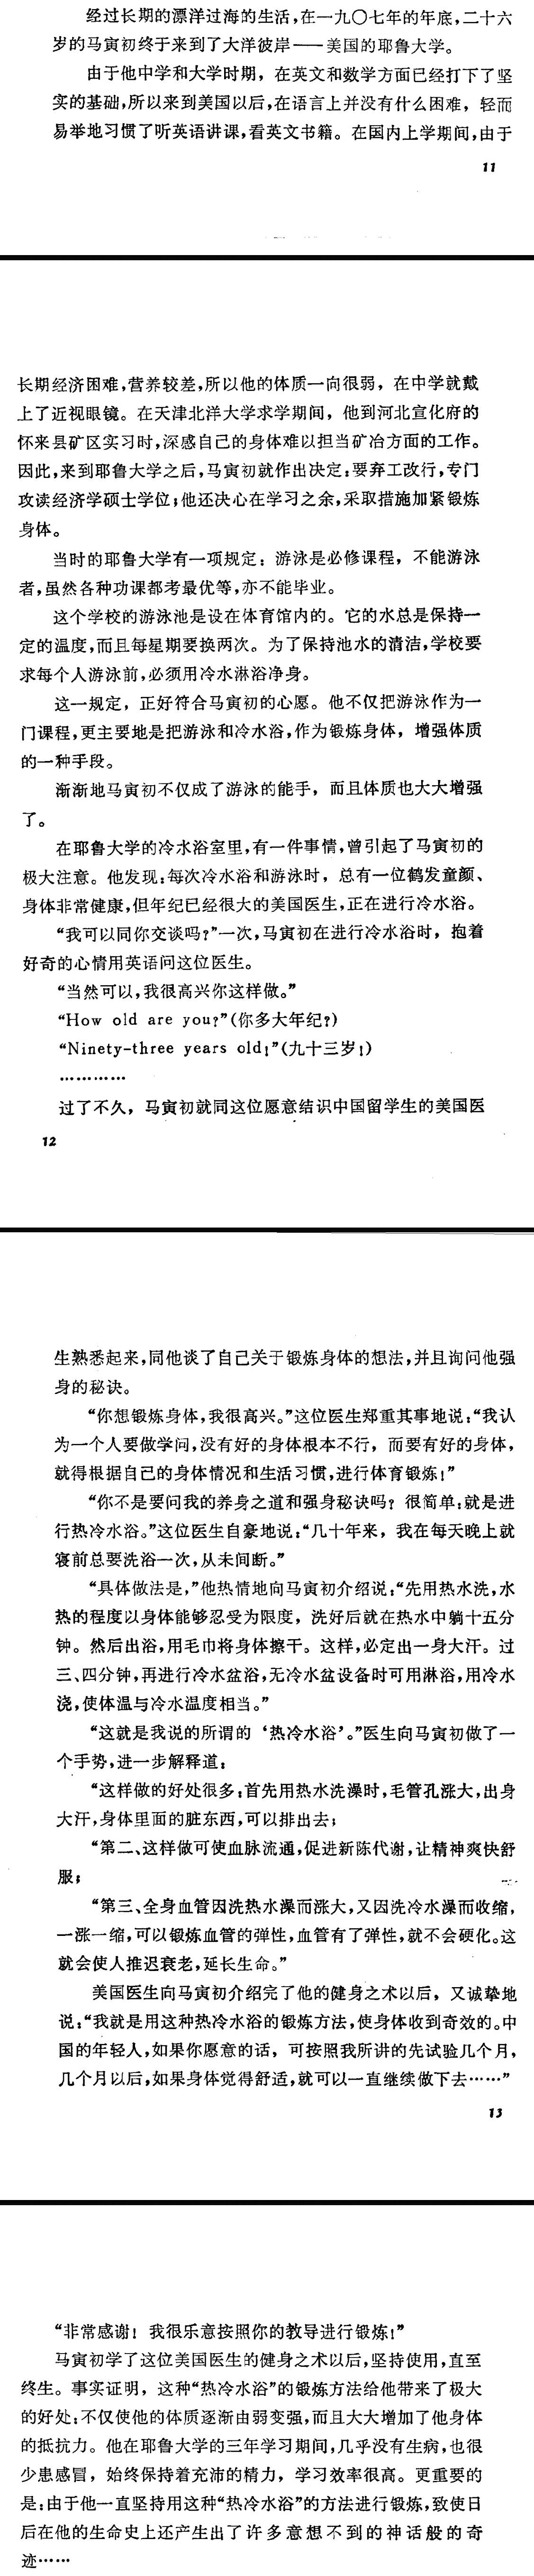 经过长期的漂洋过海的生活，在一九〇七年的年底，二十六
岁的马寅初终于来到了大洋彼岸——美国的耶鲁大学。
由于他中学和大学时期，在英文和数学方面已经打下了坚
实的基础，所以来到美国以后，在语言上并没有什么困难，轻而
易举地习惯了听英语讲课，看英文书籍。在国内上学期间，由于
11
长期经济困难，营养较差，所以他的体质一向很弱，在中学就戴
上了近视眼镜。在天津北洋大学求学期间，他到河北宣化府的
怀来县矿区实习时，深感自己的身体难以担当矿冶方面的工作。
因此，来到耶鲁大学之后，马寅初就作出决定：要弃工改行，专门
攻读经济学硕士学位；他还决心在学习之余，采取措施加紧锻炼
身体。
当时的耶鲁大学有一项规定：游泳是必修课程，不能游泳
者，虽然各种功课都考最优等，亦不能毕业。
这个学校的游泳池是设在体育馆内的。它的水总是保持一
定的温度，而且每星期要换两次。为了保持池水的清洁，学校要
求每个人游泳前，必须用冷水淋浴净身。
这一规定，正好符合马寅初的心愿。他不仅把游泳作为一
门课程，更主要地是把游泳和冷水浴，作为锻炼身体，增强体质
的一种手段。
渐渐地马寅初不仅成了游泳的能手，而且体质也大大增强
了。
在耶鲁大学的冷水浴室里，有一件事情，曾引起了马寅初的
极大注意。他发现：每次冷水浴和游泳时，总有一位鹤发童颜、
身体非常健康，但年纪已经很大的美国医生，正在进行冷水浴。
“我可以同你交谈吗？”一次，马寅初在进行冷水浴时，抱着
好奇的心情用英语问这位医生。
“当然可以，我很高兴你这样做。”
“How old are you？”（你多大年纪？）
“Ninety-three years old！”（九十三岁！）
…………
过了不久，马寅初就同这位愿意结识中国留学生的美国医
12
生熟悉起来，同他谈了自己关于锻炼身体的想法，并且询问他强
身的秘诀。
“你想锻炼身体，我很高兴。”这位医生郑重其事地说：“我认
为一个人要做学问，没有好的身体根本不行，而要有好的身体，
就得根据自己的身体情况和生活习惯，进行体育锻炼！”
“你不是要问我的养身之道和强身秘诀吗？很简单：就是进
行热冷水浴。”这位医生自豪地说：“几十年来，我在每天晚上就
寝前总要洗浴一次，从未间断。”
“具体做法是，”他热情地向马寅初介绍说：“先用热水洗，水
热的程度以身体能够忍受为限度，洗好后就在热水中躺十五分
钟。然后出浴，用毛巾将身体擦干。这样，必定出一身大汗。过
三、四分钟，再进行冷水盆浴，无冷水盆设备时可用淋浴，用冷水
浇，使体温与冷水温度相当。”
“这就是我说的所谓的‘热冷水浴’。”医生向马寅初做了一
个手势，进一步解释道：
“这样做的好处很多：首先用热水洗澡时，毛管孔涨大，出身
大汗，身体里面的脏东西，可以排出去；
“第二、这样做可使血脉流通，促进新陈代谢，让精神爽快舒
服；
“第三、全身血管因洗热水澡而涨大，又因洗冷水澡而收缩，
一涨一缩，可以锻炼血管的弹性，血管有了弹性，就不会硬化。这
就会使人推迟衰老，延长生命。”
美国医生向马寅初介绍完了他的健身之术以后，又诚挚地
说：“我就是用这种热冷水浴的锻炼方法，使身体收到奇效的。中
国的年轻人，如果你愿意的话，可按照我所讲的先试验几个月，
几个月以后，如果身体觉得舒适，就可以一直继续做下去……”
13
“非常感谢！我很乐意按照你的教导进行锻炼！”
马寅初学了这位美国医生的健身之术以后，坚持使用，直至
终生。事实证明，这种“热冷水浴”的锻炼方法给他带来了极大
的好处：不仅使他的体质逐渐由弱变强，而且大大增加了他身体
的抵抗力。他在耶鲁大学的三年学习期间，几乎没有生病，也很
少患感冒，始终保持着充沛的精力，学习效率很高。更重要的
是：由于他一直坚持用这种“热冷水浴”的方法进行锻炼，致使日
后在他的生命史上还产生出了许多意想不到的神话般的奇
迹……